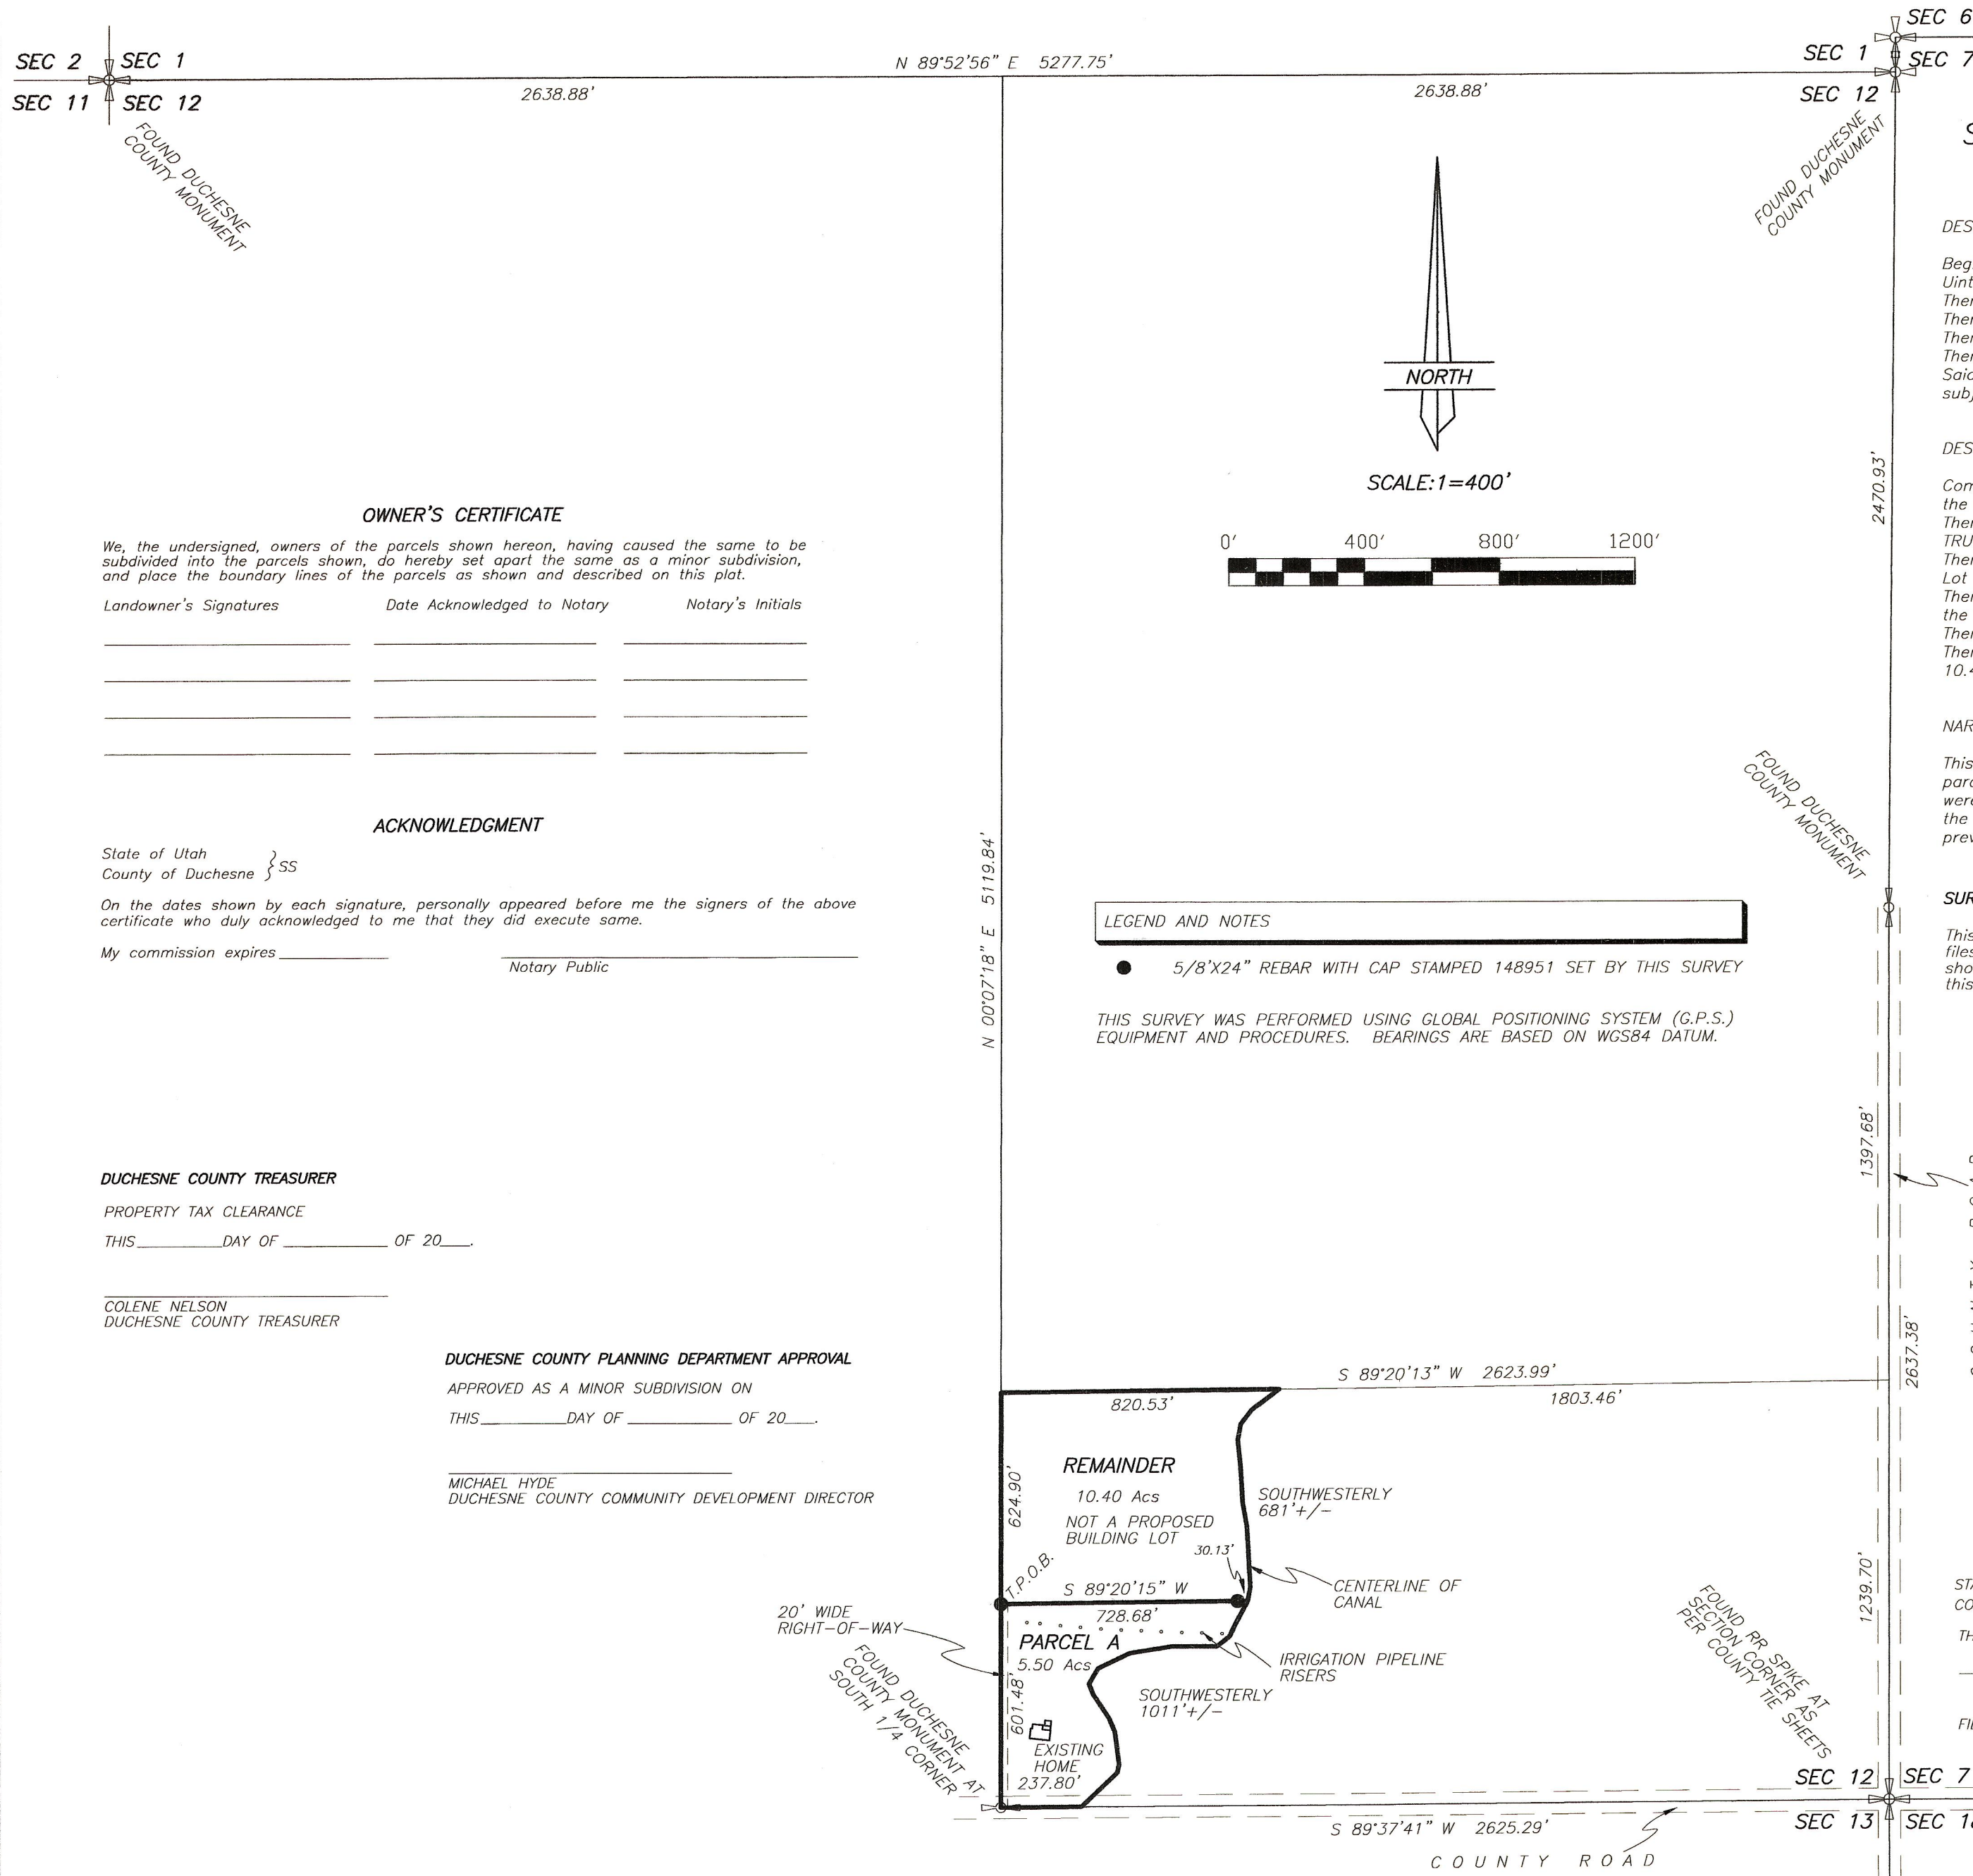 SEC 2 SEC 1
SEC 11 SEC 12
N 89°52'56" E 5277.75'
2638.88'
2638.88'
SEC 6
SEC 1 SEC 7
SEC 12
FOUND DUCHESNE
COUNTY MONUMENT
FOUND DUCHESNE
COUNTY MONUMENT
NORTH
SCALE:1=400'
0' 400' 800' 1200'
2470.93'
OWNER'S CERTIFICATE
We, the undersigned, owners of the parcels shown hereon, having caused the same to be
subdivided into the parcels shown, do hereby set apart the same as a minor subdivision,
and place the boundary lines of the parcels as shown and described on this plat.
Landowner's Signatures Date Acknowledged to Notary Notary's Initials
ACKNOWLEDGMENT
State of Utah
County of Duchesne } SS
On the dates shown by each signature, personally appeared before me the signers of the above
certificate who duly acknowledged to me that they did execute same.
My commission expires
Notary Public
N 00°07'18" E 5119.84'
FOUND DUCHESNE
COUNTY MONUMENT
LEGEND AND NOTES
5/8'X24" REBAR WITH CAP STAMPED 148951 SET BY THIS SURVEY
THIS SURVEY WAS PERFORMED USING GLOBAL POSITIONING SYSTEM (G.P.S.)
EQUIPMENT AND PROCEDURES. BEARINGS ARE BASED ON WGS84 DATUM.
1397.68'
2637.38'
1239.70'
DUCHESNE COUNTY TREASURER
PROPERTY TAX CLEARANCE
THIS DAY OF OF 20 .
COLENE NELSON
DUCHESNE COUNTY TREASURER
DUCHESNE COUNTY PLANNING DEPARTMENT APPROVAL
APPROVED AS A MINOR SUBDIVISION ON
THIS DAY OF OF 20 .
MICHAEL HYDE
DUCHESNE COUNTY COMMUNITY DEVELOPMENT DIRECTOR
S 89°20'13" W 2623.99'
820.53'
1803.46'
REMAINDER
10.40 Acs
NOT A PROPOSED
BUILDING LOT
624.90'
SOUTHWESTERLY
681'+/-
30.13'
T.P.O.B.
S 89°20'15" W
728.68'
CENTERLINE OF
CANAL
20' WIDE
RIGHT-OF-WAY
PARCEL A
5.50 Acs
601.48'
IRRIGATION PIPELINE
RISERS
SOUTHWESTERLY
1011'+/-
EXISTING
HOME
237.80'
FOUND DUCHESNE
COUNTY MONUMENT AT
SOUTH 1/4 CORNER
FOUND RR SPIKE AT
SECTION CORNER AS
PER COUNTY TIE SHEETS
SEC 12 SEC 7
SEC 13 SEC
S 89°37'41" W 2625.29'
COUNTY ROAD